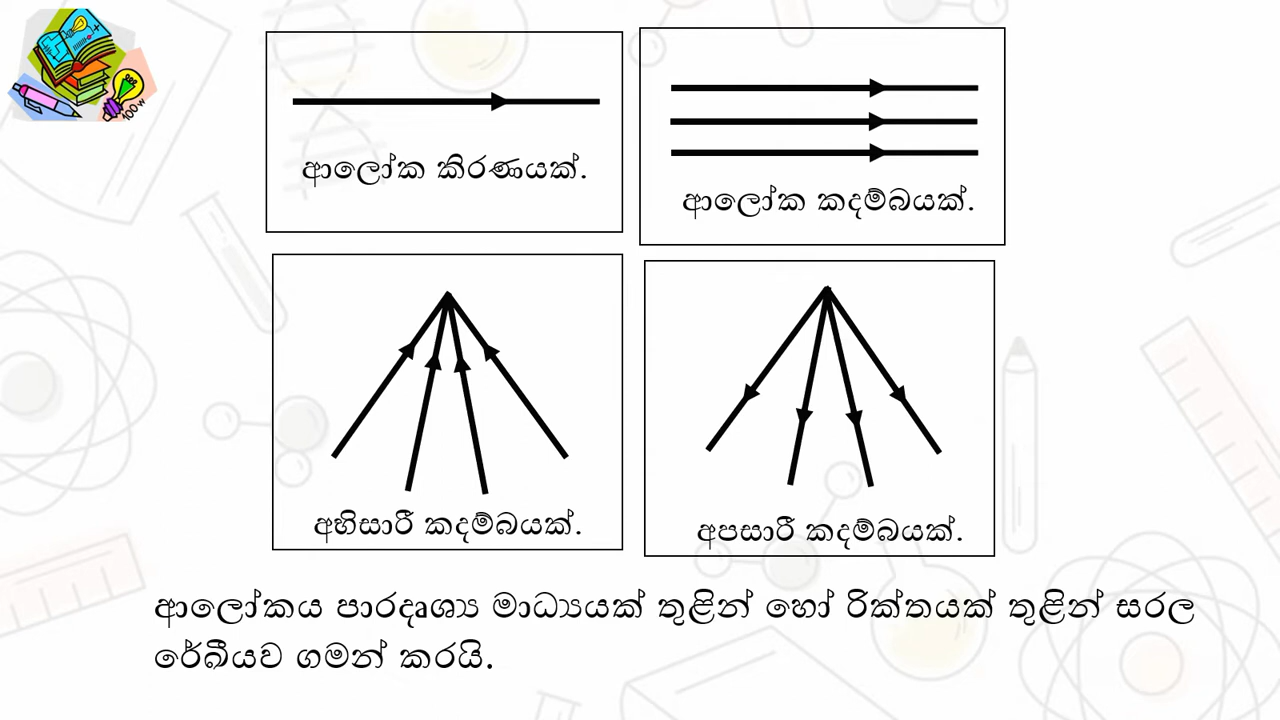 100w
ආලෝක කිරණයක්.
ආලෝක කදම්බයක්.
අභිසාරී කදම්බයක්.
අපසාරී කදම්බයක්.
ආලෝකය පාරදෘශ්‍ය මාධ්‍යයක් තුළින් හෝ රික්තයක් තුළින් සරල
රේඛීයව ගමන් කරයි.